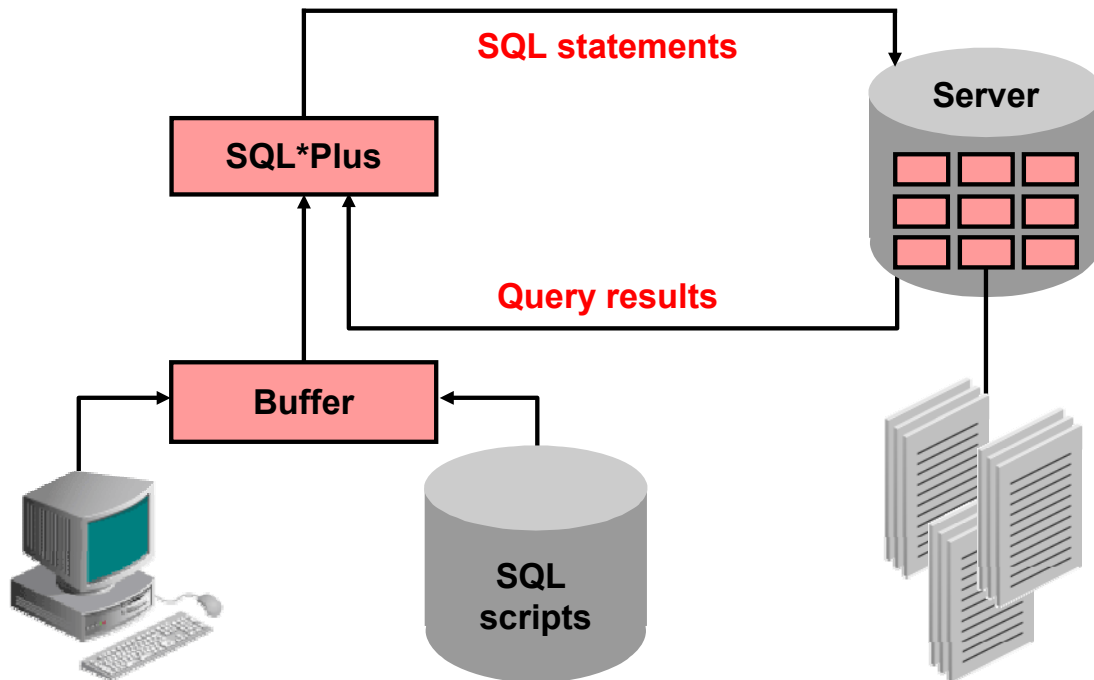 SQL statements
Server
SQL*Plus
Query results
Buffer
SQL
scripts